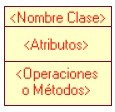 <Nombre Clase>
<Atributos>
<Operaciones
o Métodos>